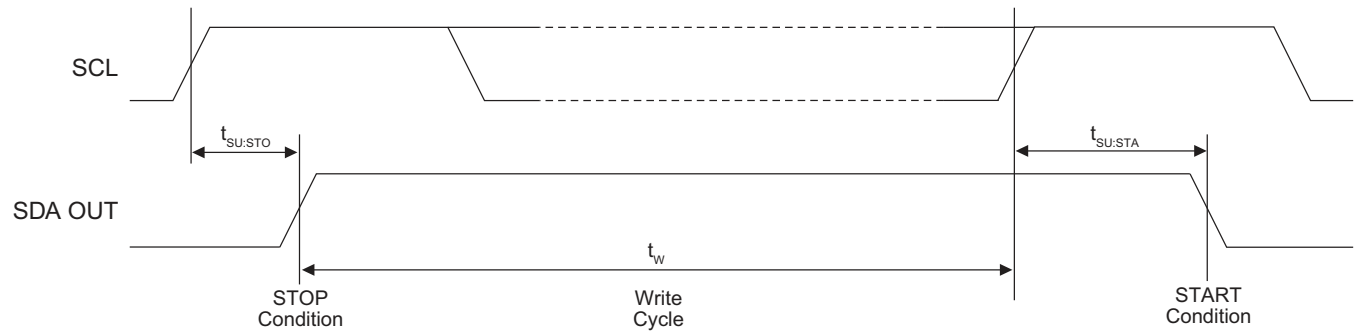 SCL
tSU:STO
tSU:STA
SDA OUT
tW
STOP
Condition
Write
Cycle
START
Condition